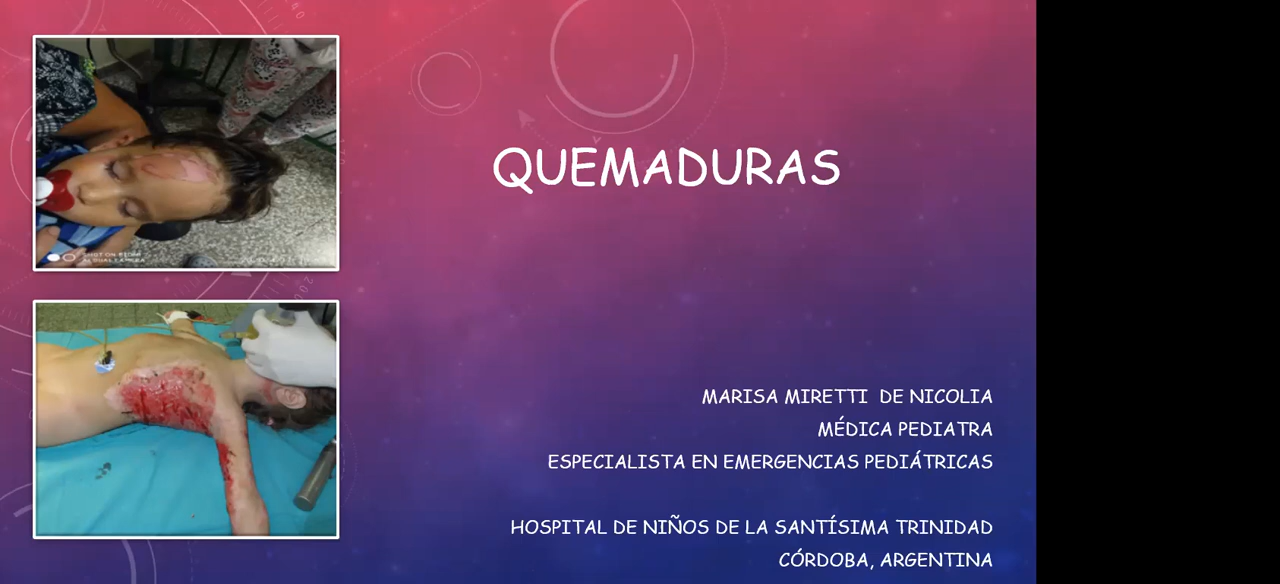 QUEMADURAS
MARISA MIRETTI DE NICOLIA
MÉDICA PEDIATRA
ESPECIALISTA EN EMERGENCIAS PEDIÁTRICAS
HOSPITAL DE NIÑOS DE LA SANTÍSIMA TRINIDAD
CÓRDOBA, ARGENTINA